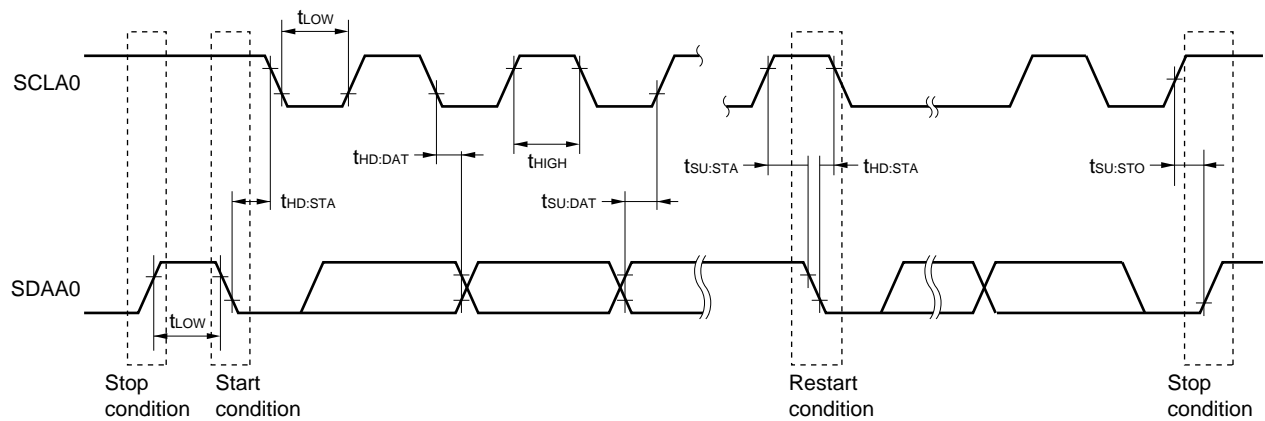 tLOW
SCLA0
tHD:DAT
tHIGH
tSU:STA
tHD:STA
tSU:STO
tHD:STA
tSU:DAT
SDAA0
tLOW
Stop
condition
Start
condition
Restart
condition
Stop
condition